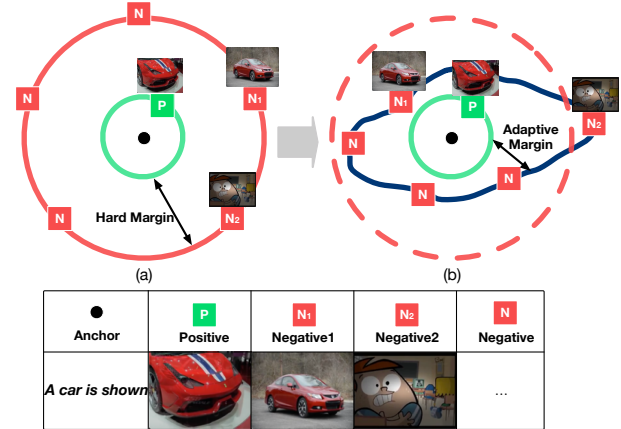 N
N
N1
P
N
N2
Hard Margin
(a)
N1
P
N2
N
Adaptive
Margin
N
N
(b)
P
N1
N2
N
Anchor
Positive
Negative1
Negative2
Negative
A car is shown
...